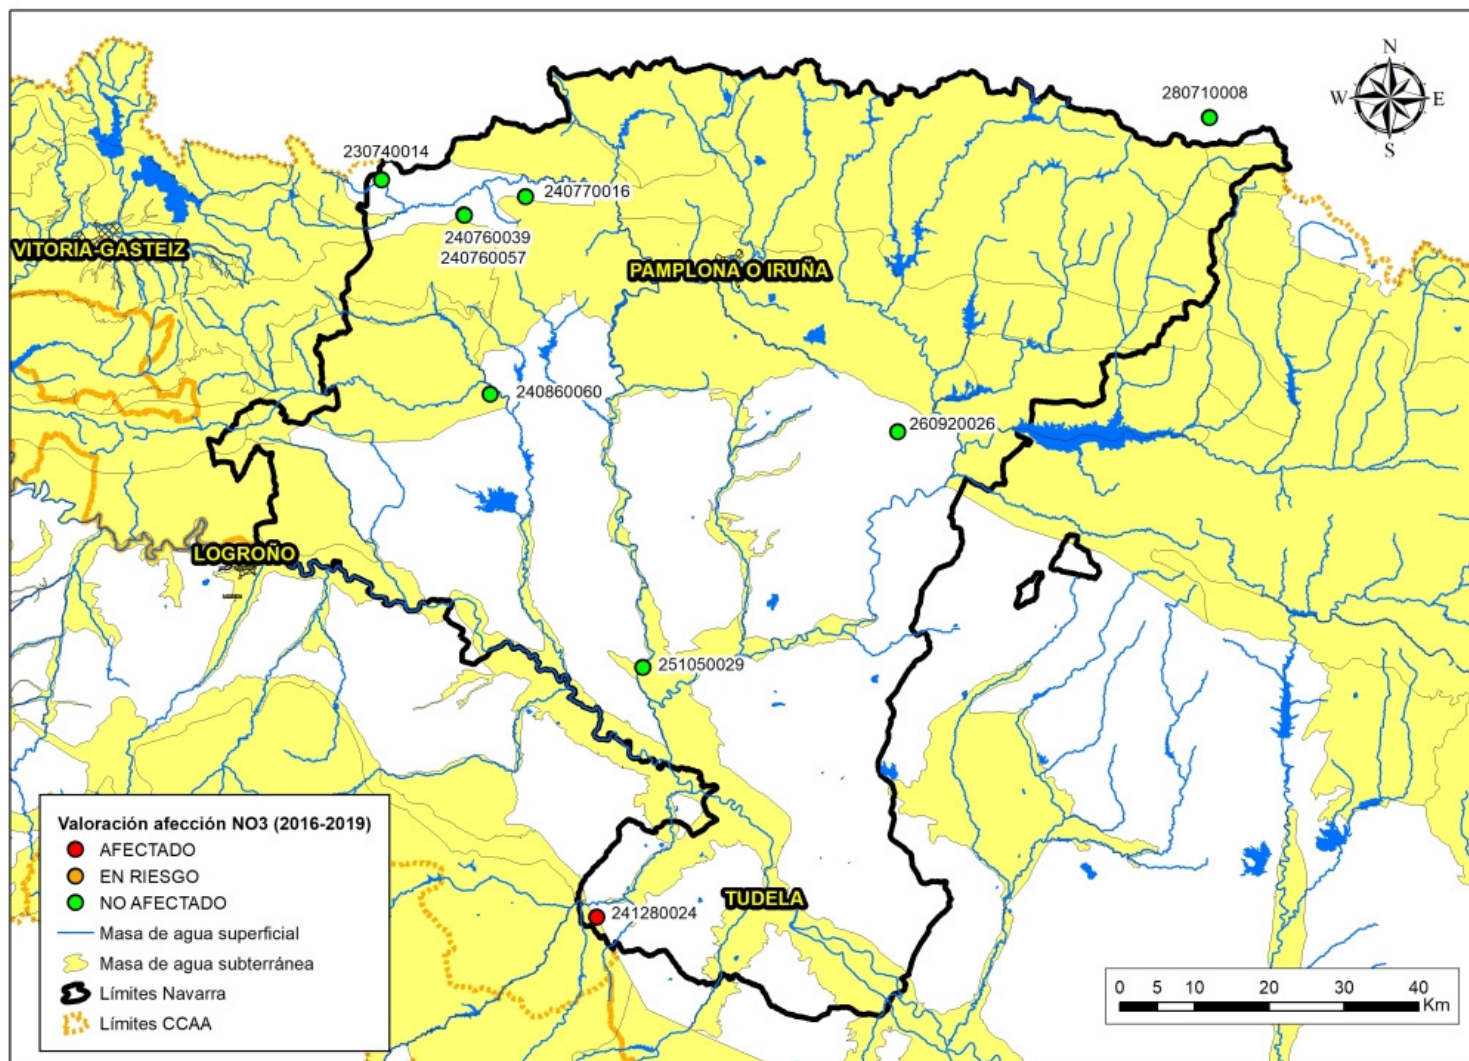 N
W E
S
280710008
230740014
240770016
240760039
240760057
VITORIA-GASTEIZ
PAMPLONA O IRUÑA
240860060
260920026
LOGROÑO
251050029
TUDELA
241280024
Valoración afección NO3 (2016-2019)
AFECTADO
EN RIESGO
NO AFECTADO
Masa de agua superficial
Masa de agua subterránea
Límites Navarra
Límites CCAA
0 5 10 20 30 40
Km